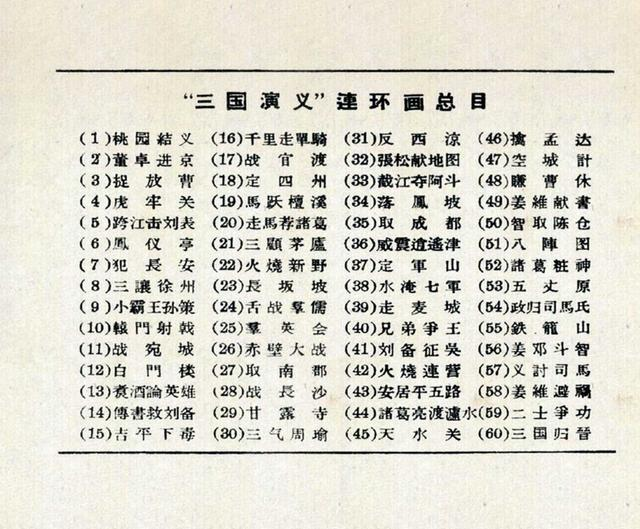 “三国演义”連环画总目
(1)桃园結义
(2)董卓进京
(3)捉放曹
(4)虎牢关
(5)跨江击刘表
(6)鳳仪亭
(7)犯長安
(8)三讓徐州
(9)小霸王孙策
(10)轅門射戟
(11)战宛城
(12)白門楼
(13)煑酒論英雄
(14)傳書救刘备
(15)吉平下毒
(16)千里走單騎
(17)战官渡
(18)定四州
(19)馬跃檀溪
(20)走馬荐諸葛
(21)三顧茅廬
(22)火燒新野
(23)長坂坡
(24)舌战羣儒
(25)羣英会
(26)赤壁大战
(27)取南郡
(28)战長沙
(29)甘露寺
(30)三气周瑜
(31)反西凉
(32)張松献地图
(33)截江夺阿斗
(34)落鳳坡
(35)取成都
(36)威震逍遙津
(37)定軍山
(38)水淹七軍
(39)走麦城
(40)兄弟爭王
(41)刘备征吳
(42)火燒連营
(43)安居平五路
(44)諸葛亮渡瀘水
(45)天水关
(46)擒孟达
(47)空城計
(48)賺曹休
(49)姜維献書
(50)智取陈仓
(51)八陣图
(52)諸葛粧神
(53)五丈原
(54)政归司馬氏
(55)鉄籠山
(56)姜邓斗智
(57)义討司馬
(58)姜維避禍
(59)二士爭功
(60)三国归晉